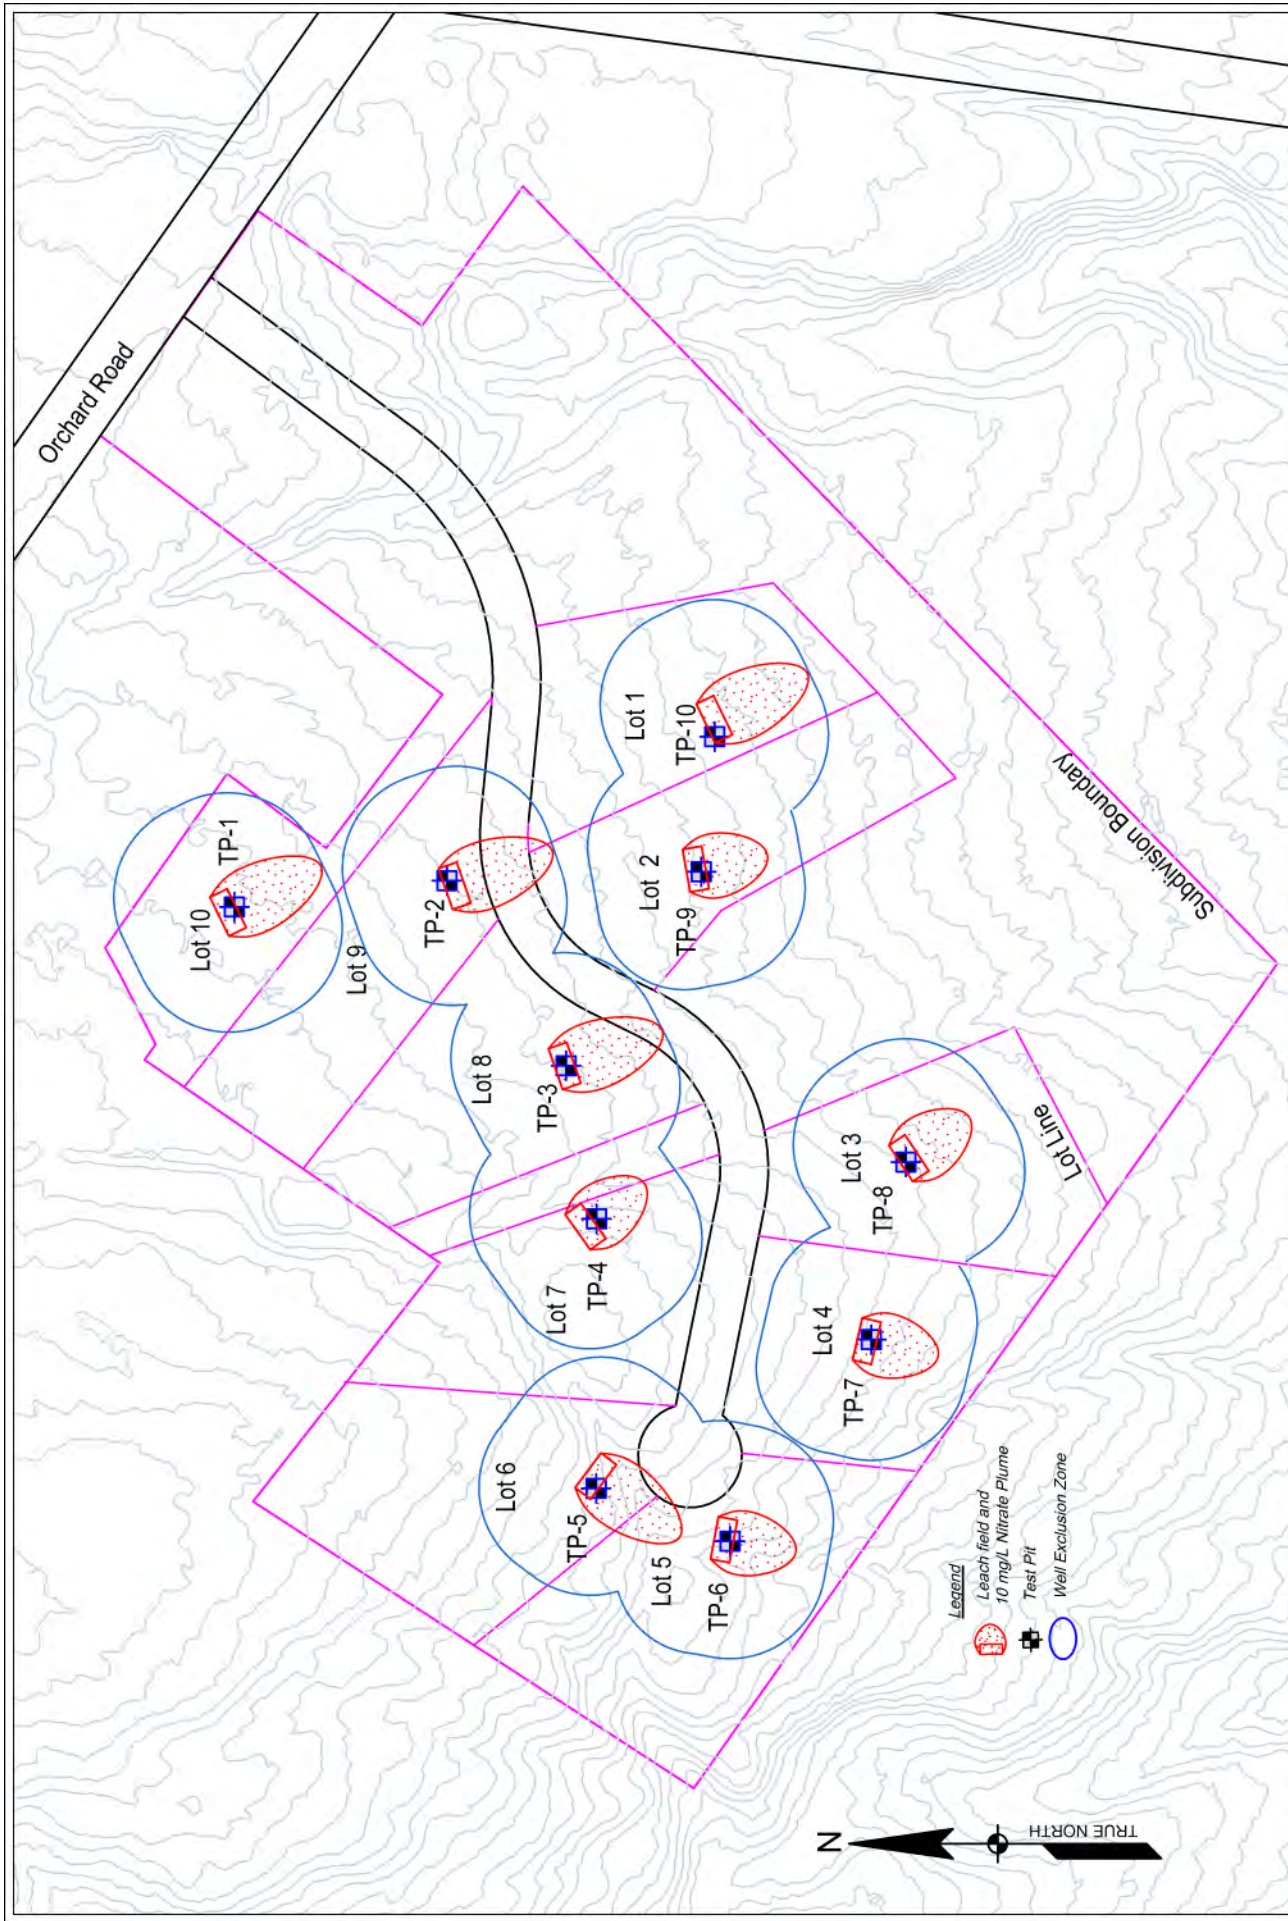 Orchard Road
Lot 10
TP-1
Lot 9
TP-2
Lot 8
TP-3
Lot 7
TP-4
Lot 6
TP-5
Lot 5
TP-6
Lot 1
TP-10
Lot 2
TP-9
Lot 3
TP-8
Lot 4
TP-7
Lot Line
Subdivision Boundary
Legend
Leach field and
10 mg/L Nitrate Plume
Test Pit
Well Exclusion Zone
N
TRUE NORTH